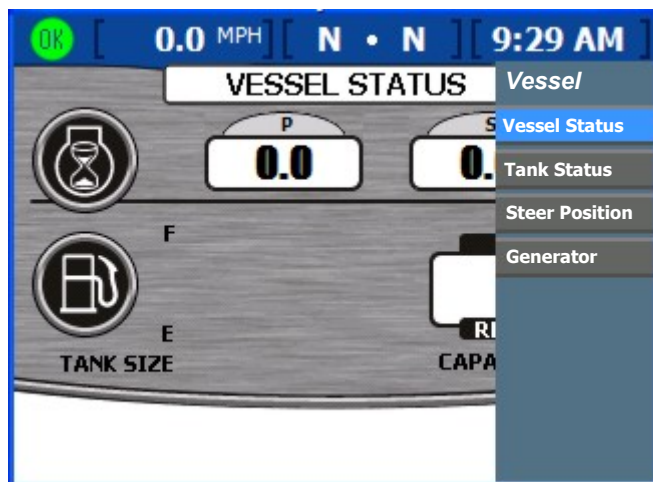 OK [ 0.0 MPH ] [ N • N ] [ 9:29 AM ]
VESSEL STATUS
Vessel
P
S
Vessel Status
0.0
0.
Tank Status
Steer Position
F
Generator
E
TANK SIZE